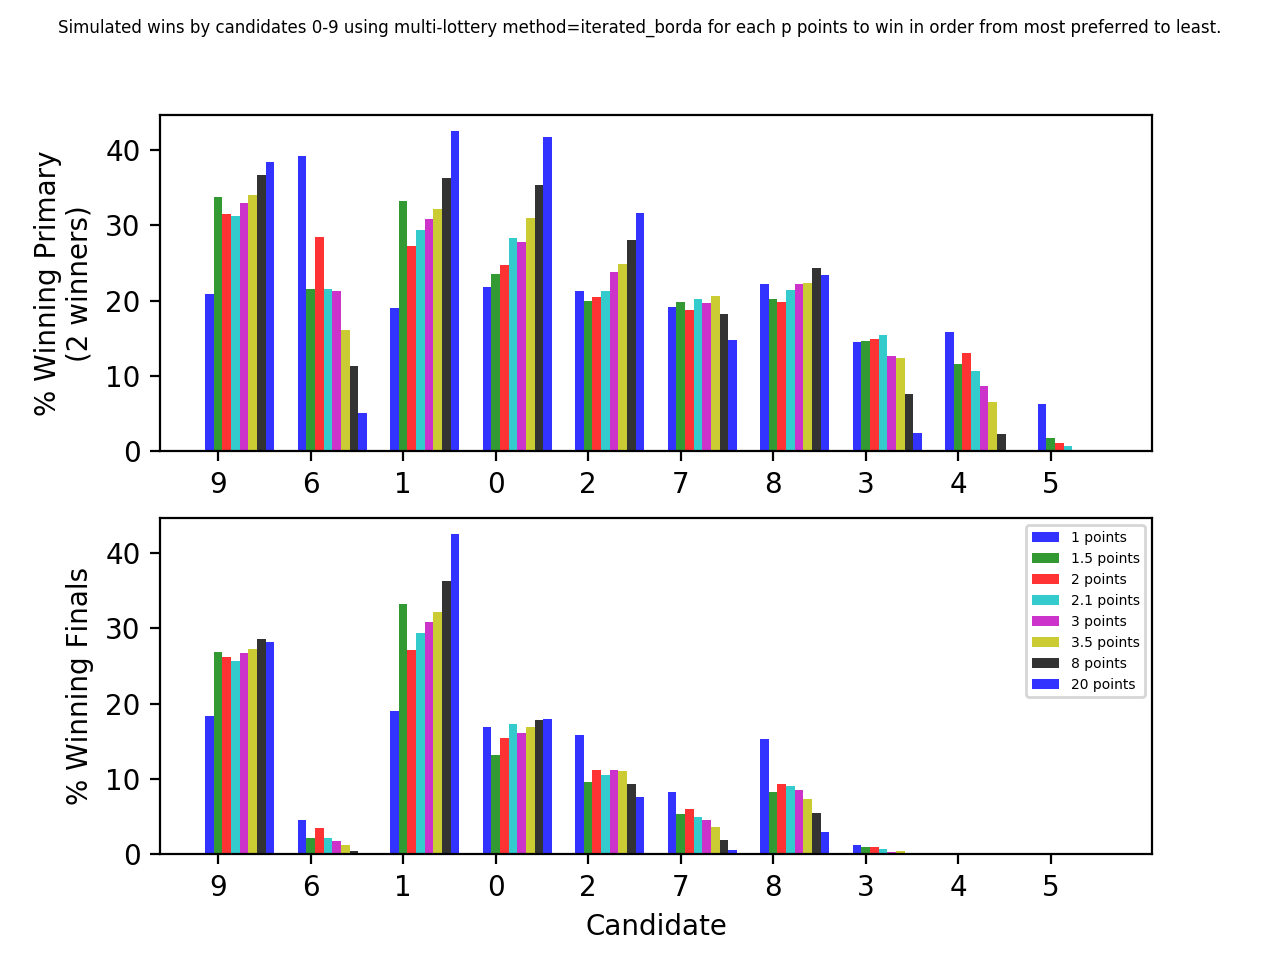 Simulated wins by candidates 0-9 using multi-lottery method=iterated_borda for each p points to win in order from most preferred to least.
% Winning Primary
(2 winners)
40
30
20
10
0
9 6 1 0 2 7 8 3 4 5
% Winning Finals
40
30
20
10
0
1 points
1.5 points
2 points
2.1 points
3 points
3.5 points
8 points
20 points
9 6 1 0 2 7 8 3 4 5
Candidate